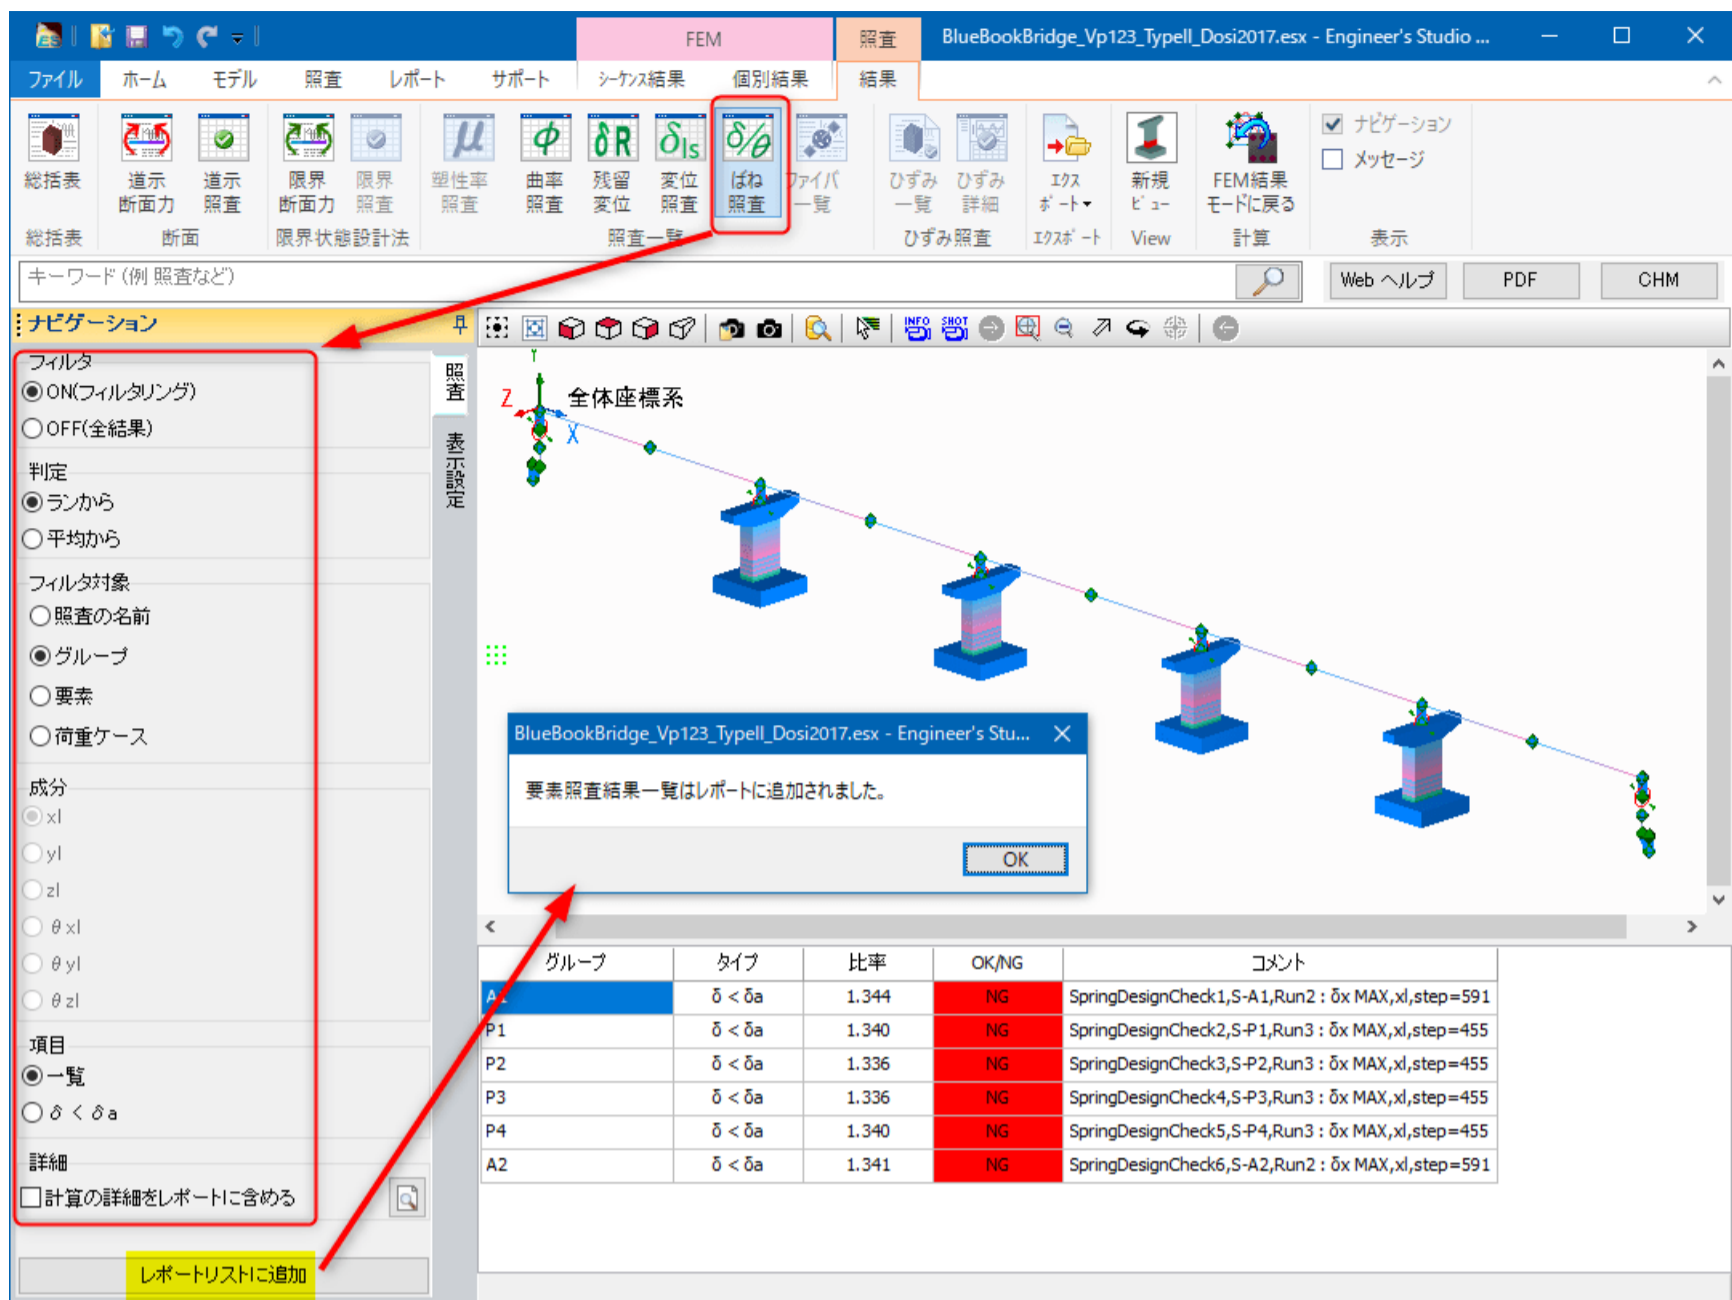 FEM
照査
BlueBookBridge_Vp123_TypeII_Dosi2017.esx - Engineer's Studio ...
ファイル ホーム モデル 照査 レポート サポート シーケンス結果 個別結果 結果
総括表
道示断面力
道示照査
限界断面力
限界照査
塑性率照査
曲率照査
残留変位
変位照査
ばね照査
ファイバ一覧
ひずみ一覧
ひずみ詳細
エクスポート
新規ビュー
FEM結果モードに戻る
ナビゲーション
メッセージ
総括表 断面 限界状態設計法 照査一覧 ひずみ照査 エクスポート View 計算 表示
キーワード (例 照査など)
Web ヘルプ PDF CHM
ナビゲーション
照査
表示設定
フィルタ
ON(フィルタリング)
OFF(全結果)
判定
ランから
平均から
フィルタ対象
照査の名前
グループ
要素
荷重ケース
成分
xl
yl
zl
θxl
θyl
θzl
項目
一覧
δ<δa
詳細
計算の詳細をレポートに含める
レポートリストに追加
INFO SHOT
Y
Z
X
全体座標系
BlueBookBridge_Vp123_TypeII_Dosi2017.esx - Engineer's Stu...
要素照査結果一覧はレポートに追加されました。
OK
グループ タイプ 比率 OK/NG コメント
A1 δ < δa 1.344 NG SpringDesignCheck1,S-A1,Run2 : δx MAX,xl,step=591
P1 δ < δa 1.340 NG SpringDesignCheck2,S-P1,Run3 : δx MAX,xl,step=455
P2 δ < δa 1.336 NG SpringDesignCheck3,S-P2,Run3 : δx MAX,xl,step=455
P3 δ < δa 1.336 NG SpringDesignCheck4,S-P3,Run3 : δx MAX,xl,step=455
P4 δ < δa 1.340 NG SpringDesignCheck5,S-P4,Run3 : δx MAX,xl,step=455
A2 δ < δa 1.341 NG SpringDesignCheck6,S-A2,Run2 : δx MAX,xl,step=591